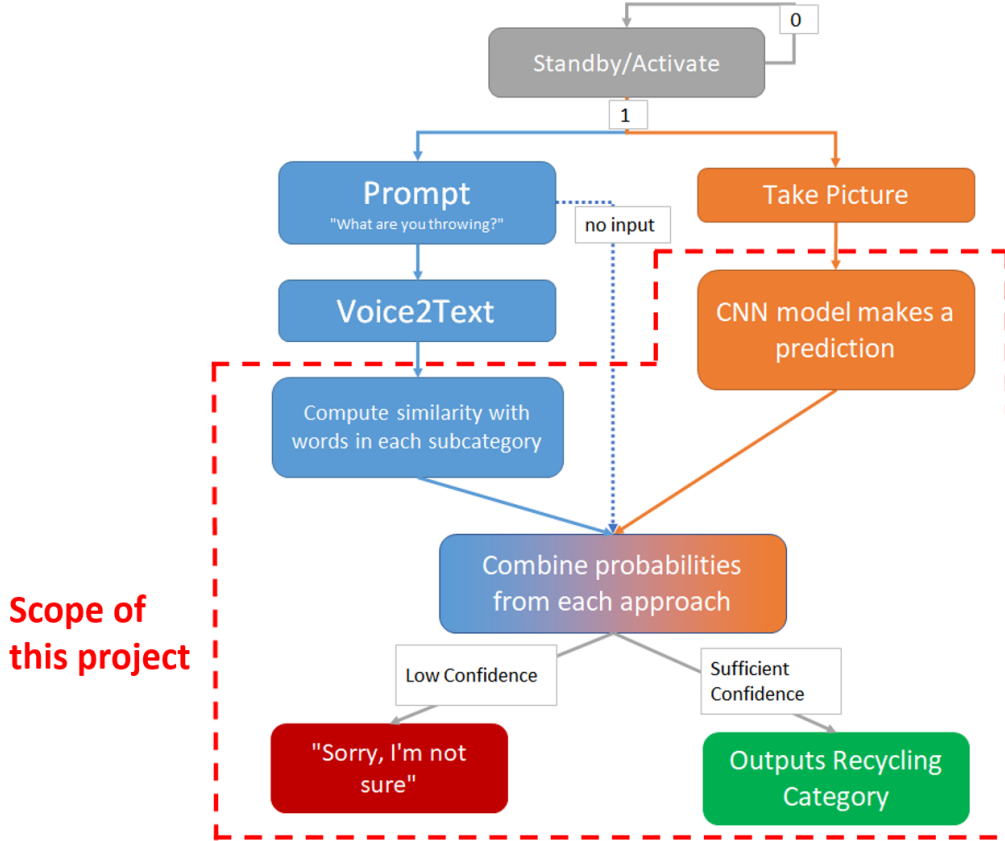 0
Standby/Activate
1
Prompt
"What are you throwing?"
Take Picture
no input
Voice2Text
CNN model makes a
prediction
Compute similarity with
words in each subcategory
Combine probabilities
from each approach
Scope of
this project
Low Confidence
Sufficient
Confidence
"Sorry, I'm not
sure"
Outputs Recycling
Category